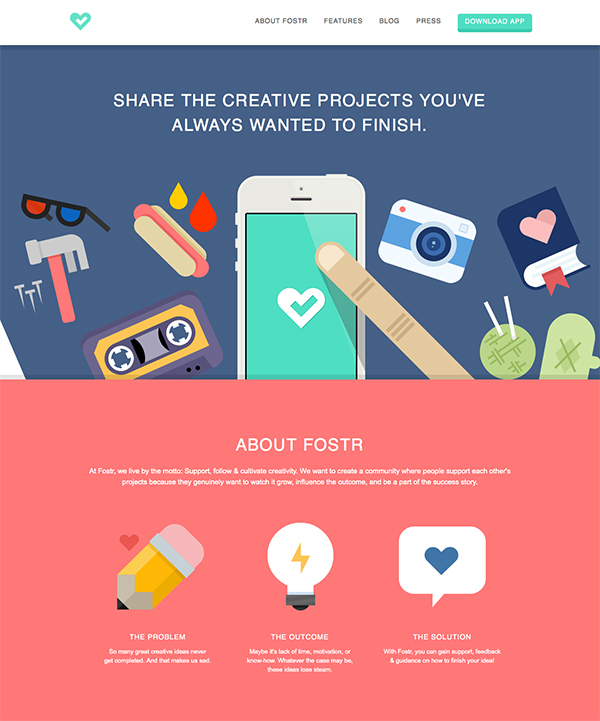 ABOUT FOSTR FEATURES BLOG PRESS DOWNLOAD APP
SHARE THE CREATIVE PROJECTS YOU'VE
ALWAYS WANTED TO FINISH.
ABOUT FOSTR
At Fostr, we live by the motto: Support, follow & cultivate creativity. We want to create a community where people support each other's
projects because they genuinely want to watch it grow, influence the outcome, and be a part of the success story.
THE PROBLEM
So many great creative ideas never
get completed. And that makes us sad.
THE OUTCOME
Maybe it's lack of time, motivation, or
know-how. Whatever the case may be,
these ideas lose steam.
THE SOLUTION
With Fostr, you can gain support, feedback
& guidance on how to finish your idea!